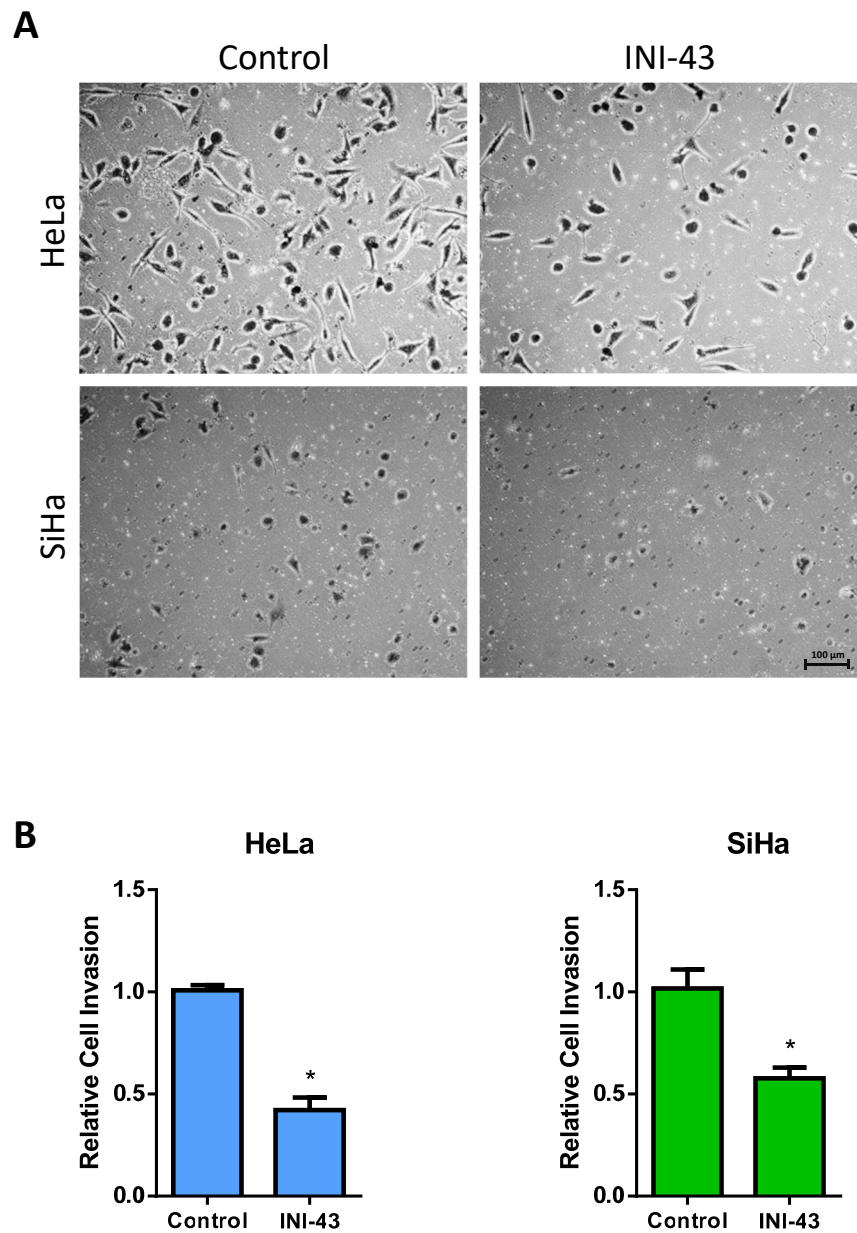 A
Control
INI-43
HeLa
SiHa
100 µm
B
HeLa
Relative Cell Invasion
1.5
1.0
0.5
0.0
*
Control
INI-43
SiHa
Relative Cell Invasion
1.5
1.0
0.5
0.0
*
Control
INI-43